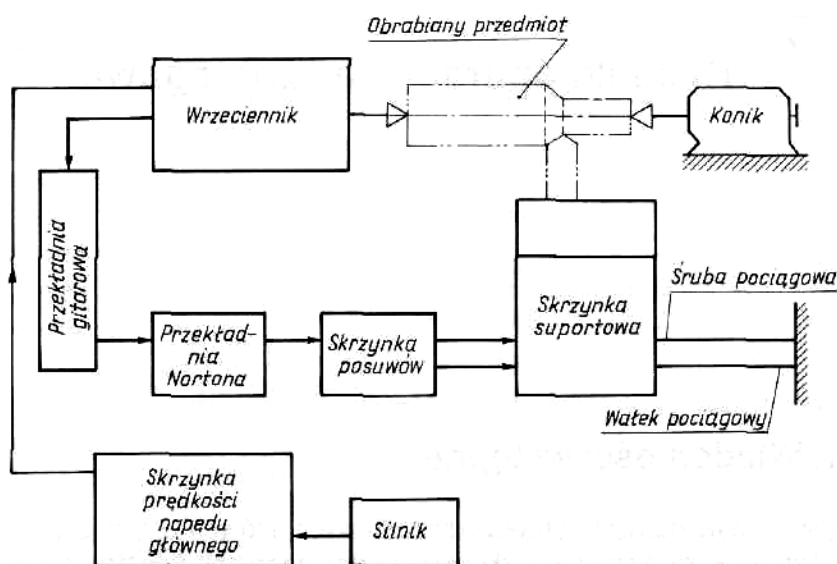 Obrabiany przedmiot
Wrzeciennik
Konik
Przekładnia
gitarowa
Śruba pociągowa
Skrzynka
suportowa
Przekład-
nia
Nortona
Skrzynka
posuwów
Wałek pociągowy
Skrzynka
prędkości
napędu
głównego
Silnik